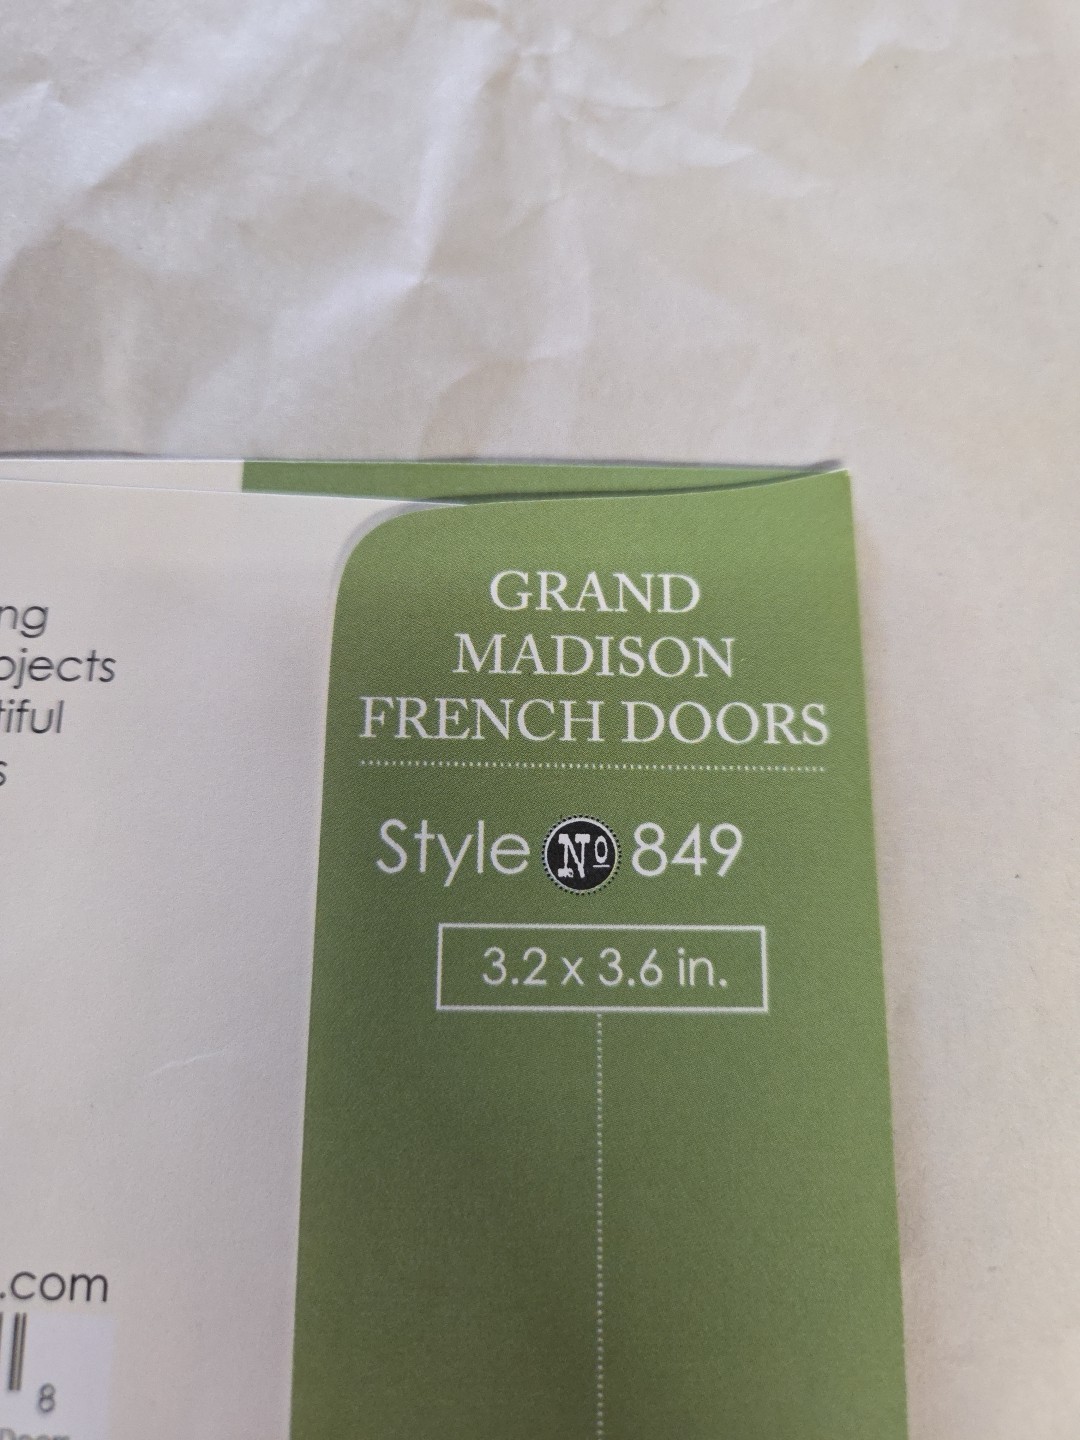 GRAND
MADISON
FRENCH DOORS
Style Nº 849
3.2 x 3.6 in.
ng
ojects
tiful
s
.com
8